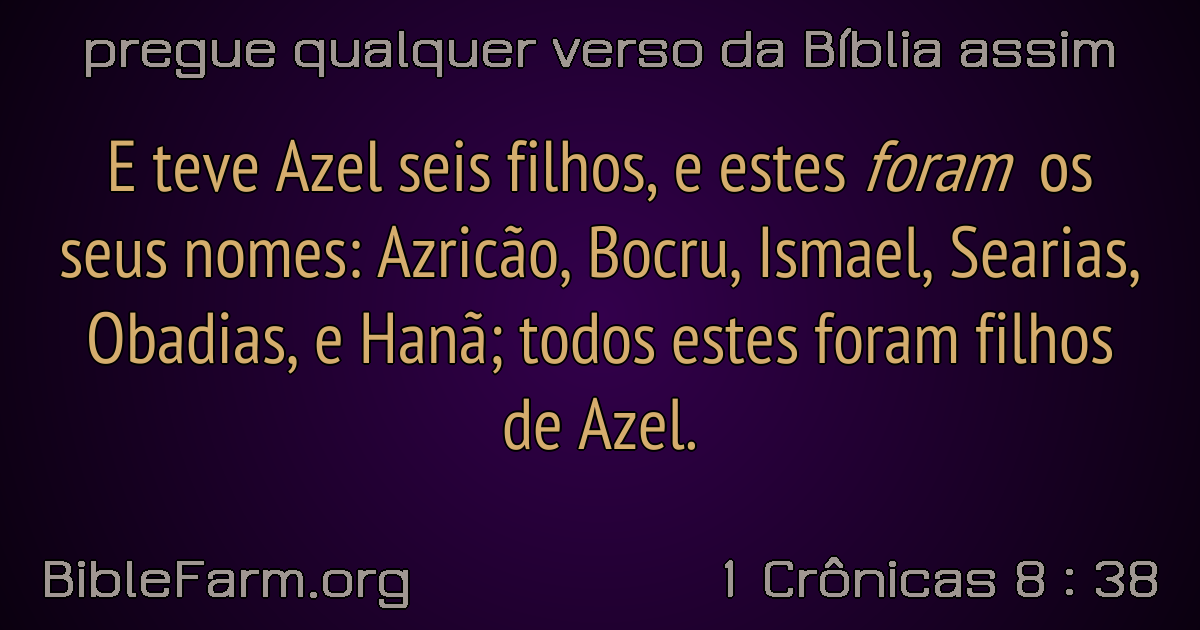 pregue qualquer verso da Bíblia assim
E teve Azel seis filhos, e estes foram os
seus nomes: Azricão, Bocru, Ismael, Searias,
Obadias, e Hanã; todos estes foram filhos
de Azel.
BibleFarm.org
1 Crônicas 8 : 38